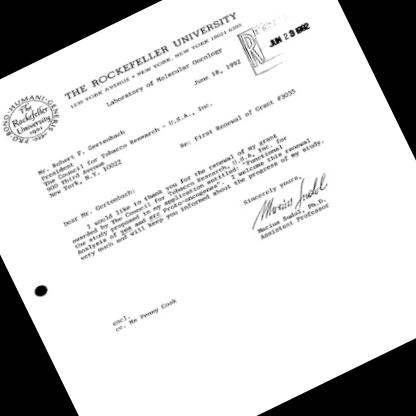 THE ROCKEFELLER UNIVERSITY
1230 YORK AVENUE • NEW YORK, NEW YORK 10021-6399
PRO BONO HUMANI GENERIS
The
Rockefeller
University
1901
JUN 23 1992
Laboratory of Molecular Oncology
June 18, 1992
Mr. Robert F. Gertenbach
President
The Council for Tobacco Research - U.S.A., Inc.
900 Third Avenue
New York, N.Y. 10022
Re: First Renewal of Grant #3035
Dear Mr. Gertenbach:
I would like to thank you for the renewal of my grant
awarded by The Council for Tobacco Research, U.S.A, Inc. for
the study proposed in my application entitled, "Functional
Analysis of yes and Proto-oncogenes". I welcome this renewal
very much and will keep you informed about the progress of my study.
Sincerely yours,
Marius Sudol
Marius Sudol, Ph.D.
Assistant Professor
encl.
cc. Ms Penny Cook